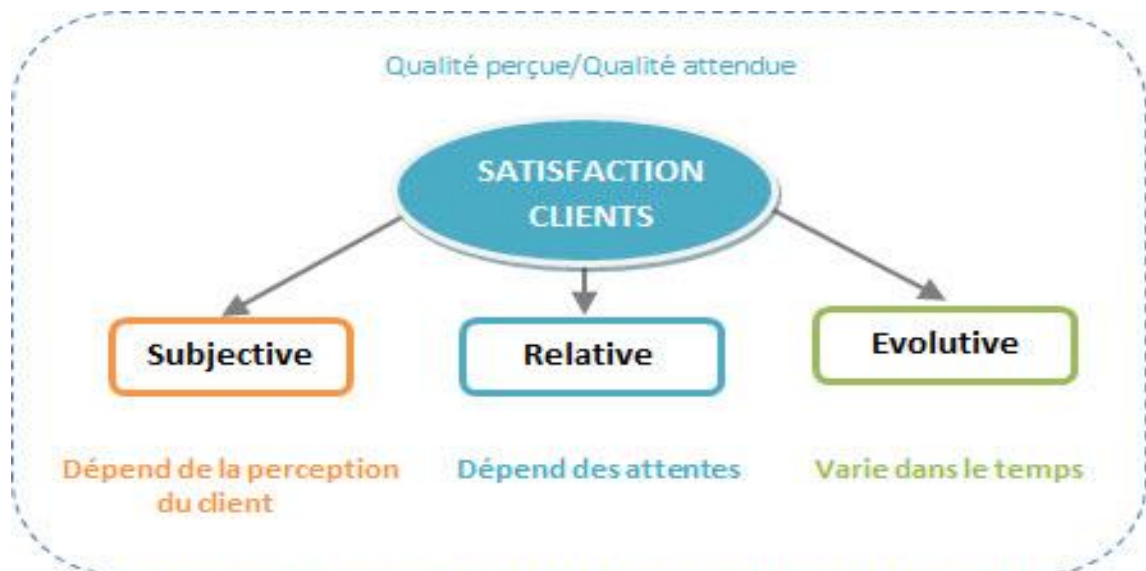 Qualité perçue/Qualité attendue
SATISFACTION
CLIENTS
Subjective
Relative
Evolutive
Dépend de la perception
du client
Dépend des attentes
Varie dans le temps